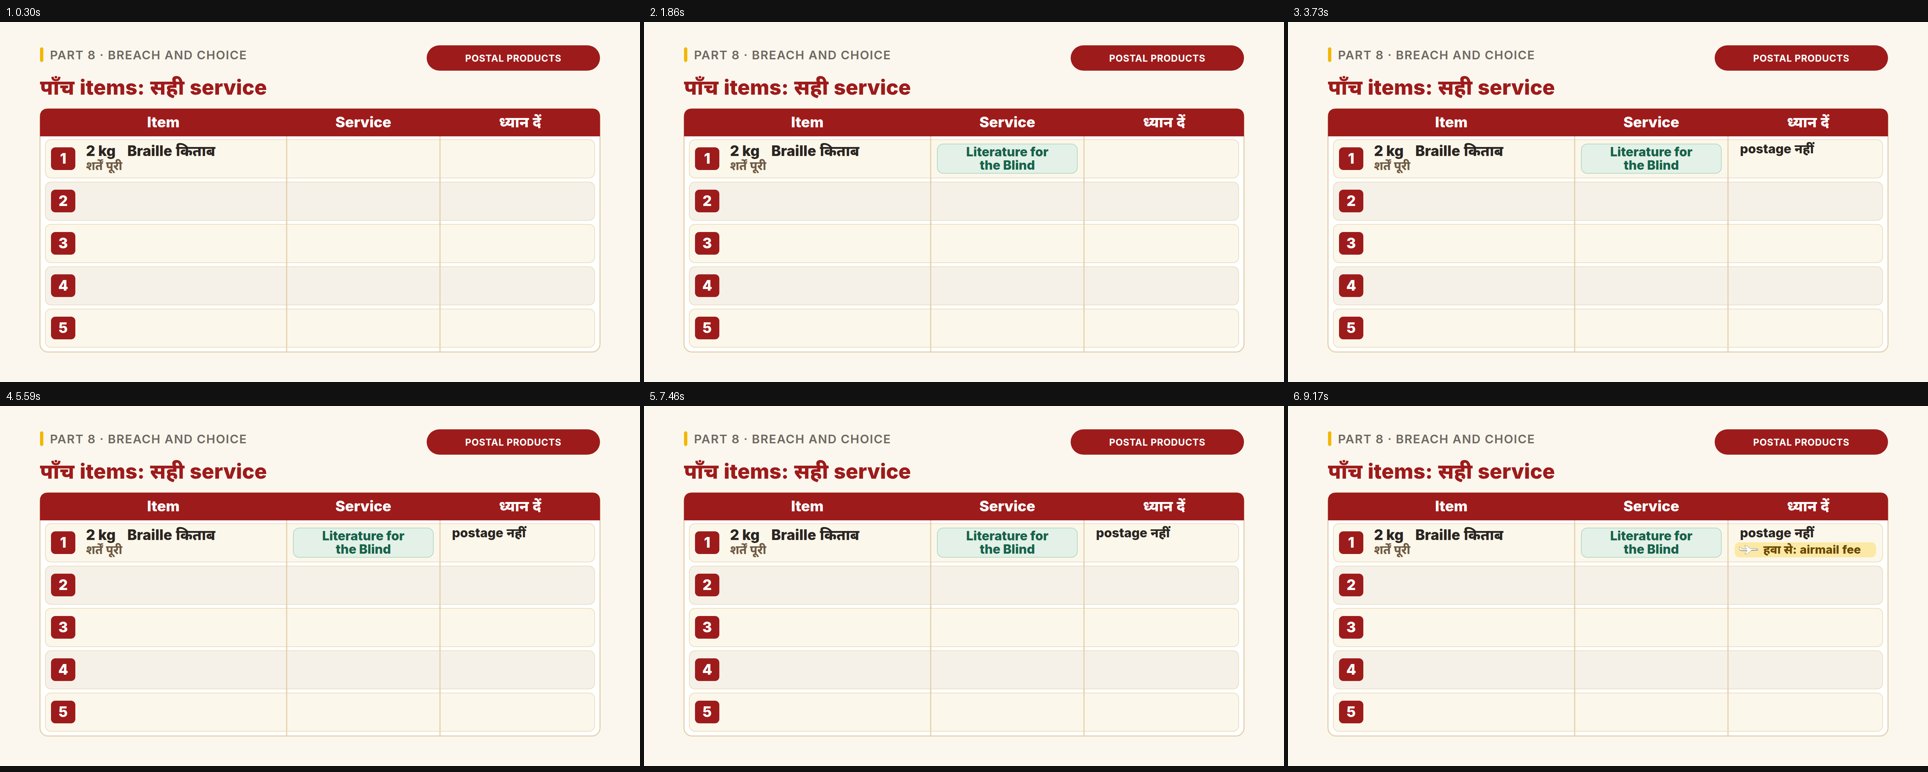 1. 0.30s
PART 8 · BREACH AND CHOICE
POSTAL PRODUCTS
पाँच items: सही service
Item Service ध्यान दें
1 2 kg Braille किताब
शर्तें पूरी
2
3
4
5
2. 1.86s
PART 8 · BREACH AND CHOICE
POSTAL PRODUCTS
पाँच items: सही service
Item Service ध्यान दें
1 2 kg Braille किताब
शर्तें पूरी
Literature for
the Blind
2
3
4
5
3. 3.73s
PART 8 · BREACH AND CHOICE
POSTAL PRODUCTS
पाँच items: सही service
Item Service ध्यान दें
1 2 kg Braille किताब
शर्तें पूरी
Literature for
the Blind
postage नहीं
2
3
4
5
4. 5.59s
PART 8 · BREACH AND CHOICE
POSTAL PRODUCTS
पाँच items: सही service
Item Service ध्यान दें
1 2 kg Braille किताब
शर्तें पूरी
Literature for
the Blind
postage नहीं
2
3
4
5
5. 7.46s
PART 8 · BREACH AND CHOICE
POSTAL PRODUCTS
पाँच items: सही service
Item Service ध्यान दें
1 2 kg Braille किताब
शर्तें पूरी
Literature for
the Blind
postage नहीं
2
3
4
5
6. 9.17s
PART 8 · BREACH AND CHOICE
POSTAL PRODUCTS
पाँच items: सही service
Item Service ध्यान दें
1 2 kg Braille किताब
शर्तें पूरी
Literature for
the Blind
postage नहीं
हवा से: airmail fee
2
3
4
5